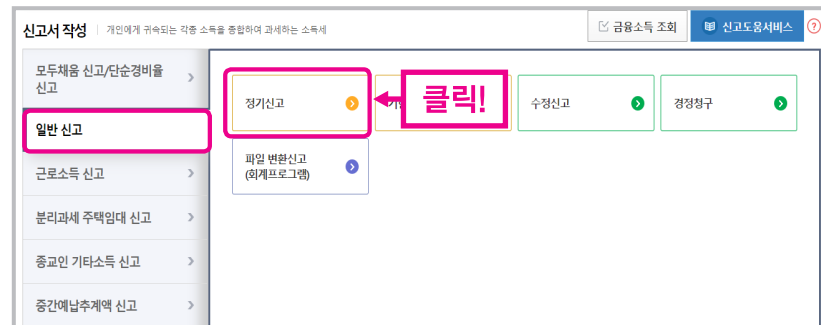 신고서 작성 개인에게 귀속되는 각종 소득을 종합하여 과세하는 소득세
금융소득 조회
신고도움서비스
?
모두채움 신고/단순경비율
신고
일반 신고
근로소득 신고
분리과세 주택임대 신고
종교인 기타소득 신고
중간예납추계액 신고
정기신고
클릭!
수정신고
경정청구
파일 변환신고
(회계프로그램)